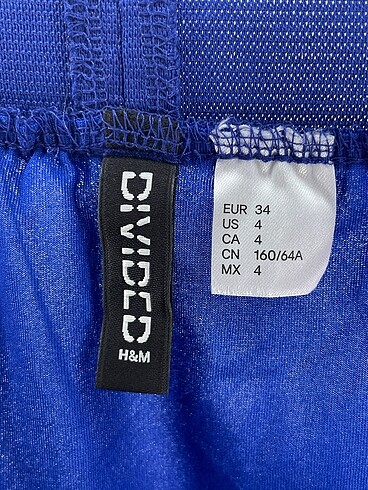 DIVIDED
H&M
EUR 34
US 4
CA 4
CN 160/64A
MX 4